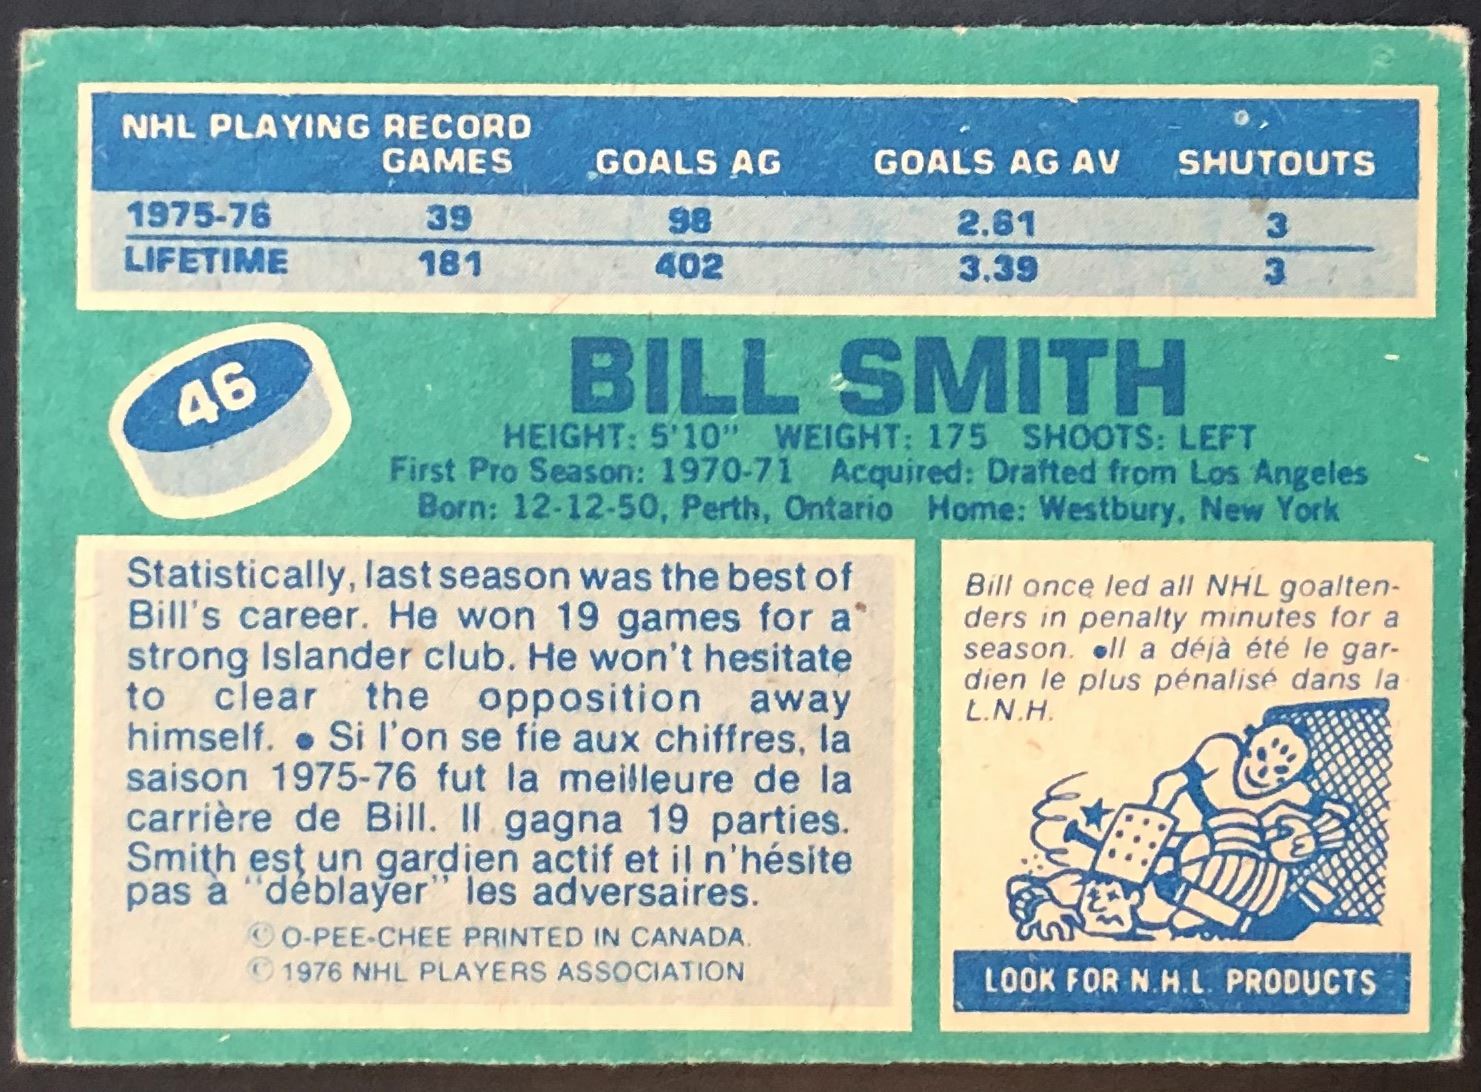 NHL PLAYING RECORD
GAMES GOALS AG GOALS AG AV SHUTOUTS
1975-76 39 98 2.61 3
LIFETIME 181 402 3.39 3
46
BILL SMITH
HEIGHT: 5'10" WEIGHT: 175 SHOOTS: LEFT
First Pro Season: 1970-71 Acquired: Drafted from Los Angeles
Born: 12-12-50, Perth, Ontario Home: Westbury, New York
Statistically, last season was the best of
Bill's career. He won 19 games for a
strong Islander club. He won't hesitate
to clear the opposition away
himself. ● Si l'on se fie aux chiffres, la
saison 1975-76 fut la meilleure de la
carrière de Bill. Il gagna 19 parties.
Smith est un gardien actif et il n'hésite
pas à "déblayer" les adversaires.
© O-PEE-CHEE PRINTED IN CANADA.
© 1976 NHL PLAYERS ASSOCIATION
Bill once led all NHL goalten-
ders in penalty minutes for a
season. ●Il a déjà été le gar-
dien le plus pénalisé dans la
L.N.H.
LOOK FOR N.H.L. PRODUCTS